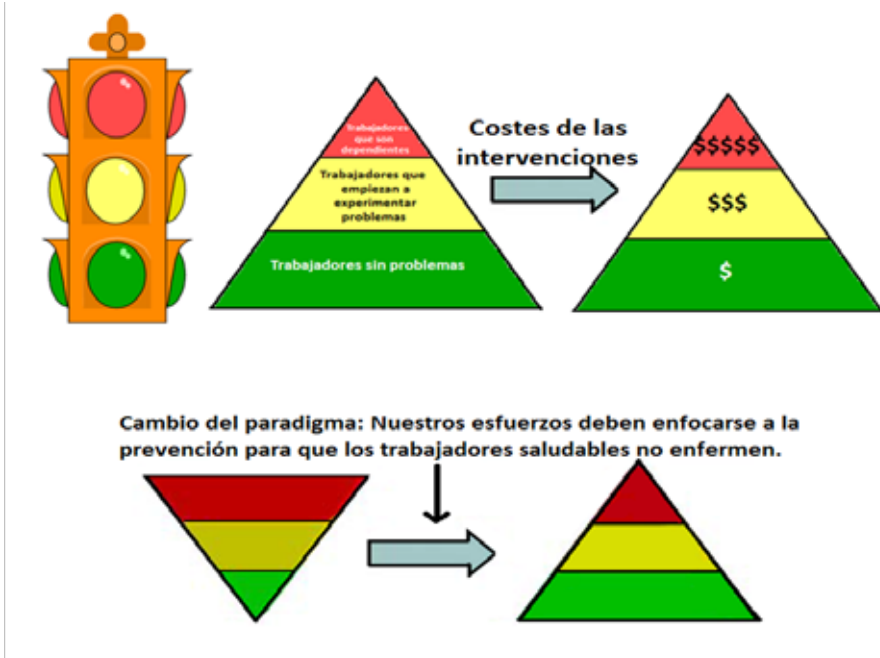 Trabajadores
que son
dependientes
Trabajadores que
empiezan a
experimentar
problemas
Trabajadores sin problemas
Costes de las
intervenciones
$$$$$
$$$
$
Cambio del paradigma: Nuestros esfuerzos deben enfocarse a la
prevención para que los trabajadores saludables no enfermen.